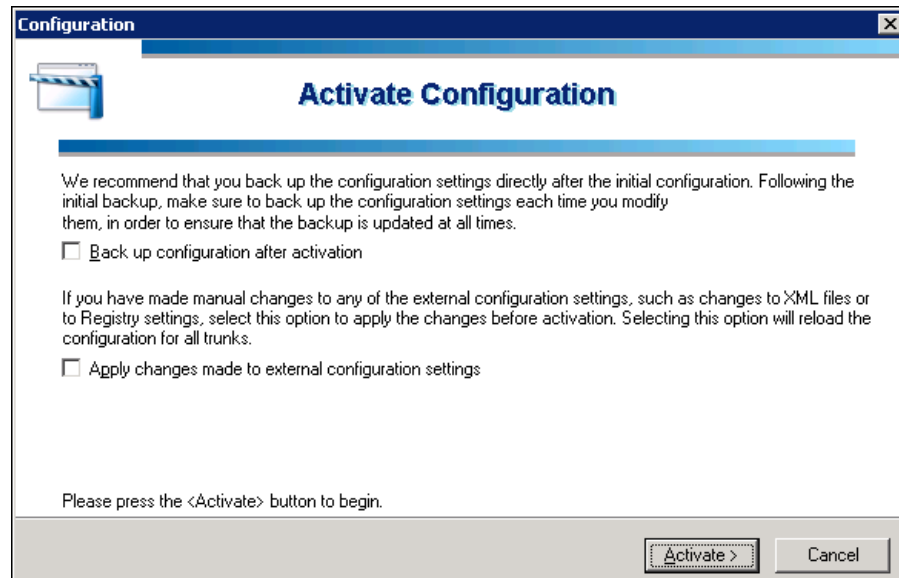 Configuration
Activate Configuration
We recommend that you back up the configuration settings directly after the initial configuration. Following the
initial backup, make sure to back up the configuration settings each time you modify
them, in order to ensure that the backup is updated at all times.
Back up configuration after activation
If you have made manual changes to any of the external configuration settings, such as changes to XML files or
to Registry settings, select this option to apply the changes before activation. Selecting this option will reload the
configuration for all trunks.
Apply changes made to external configuration settings
Please press the <Activate> button to begin.
Activate >
Cancel